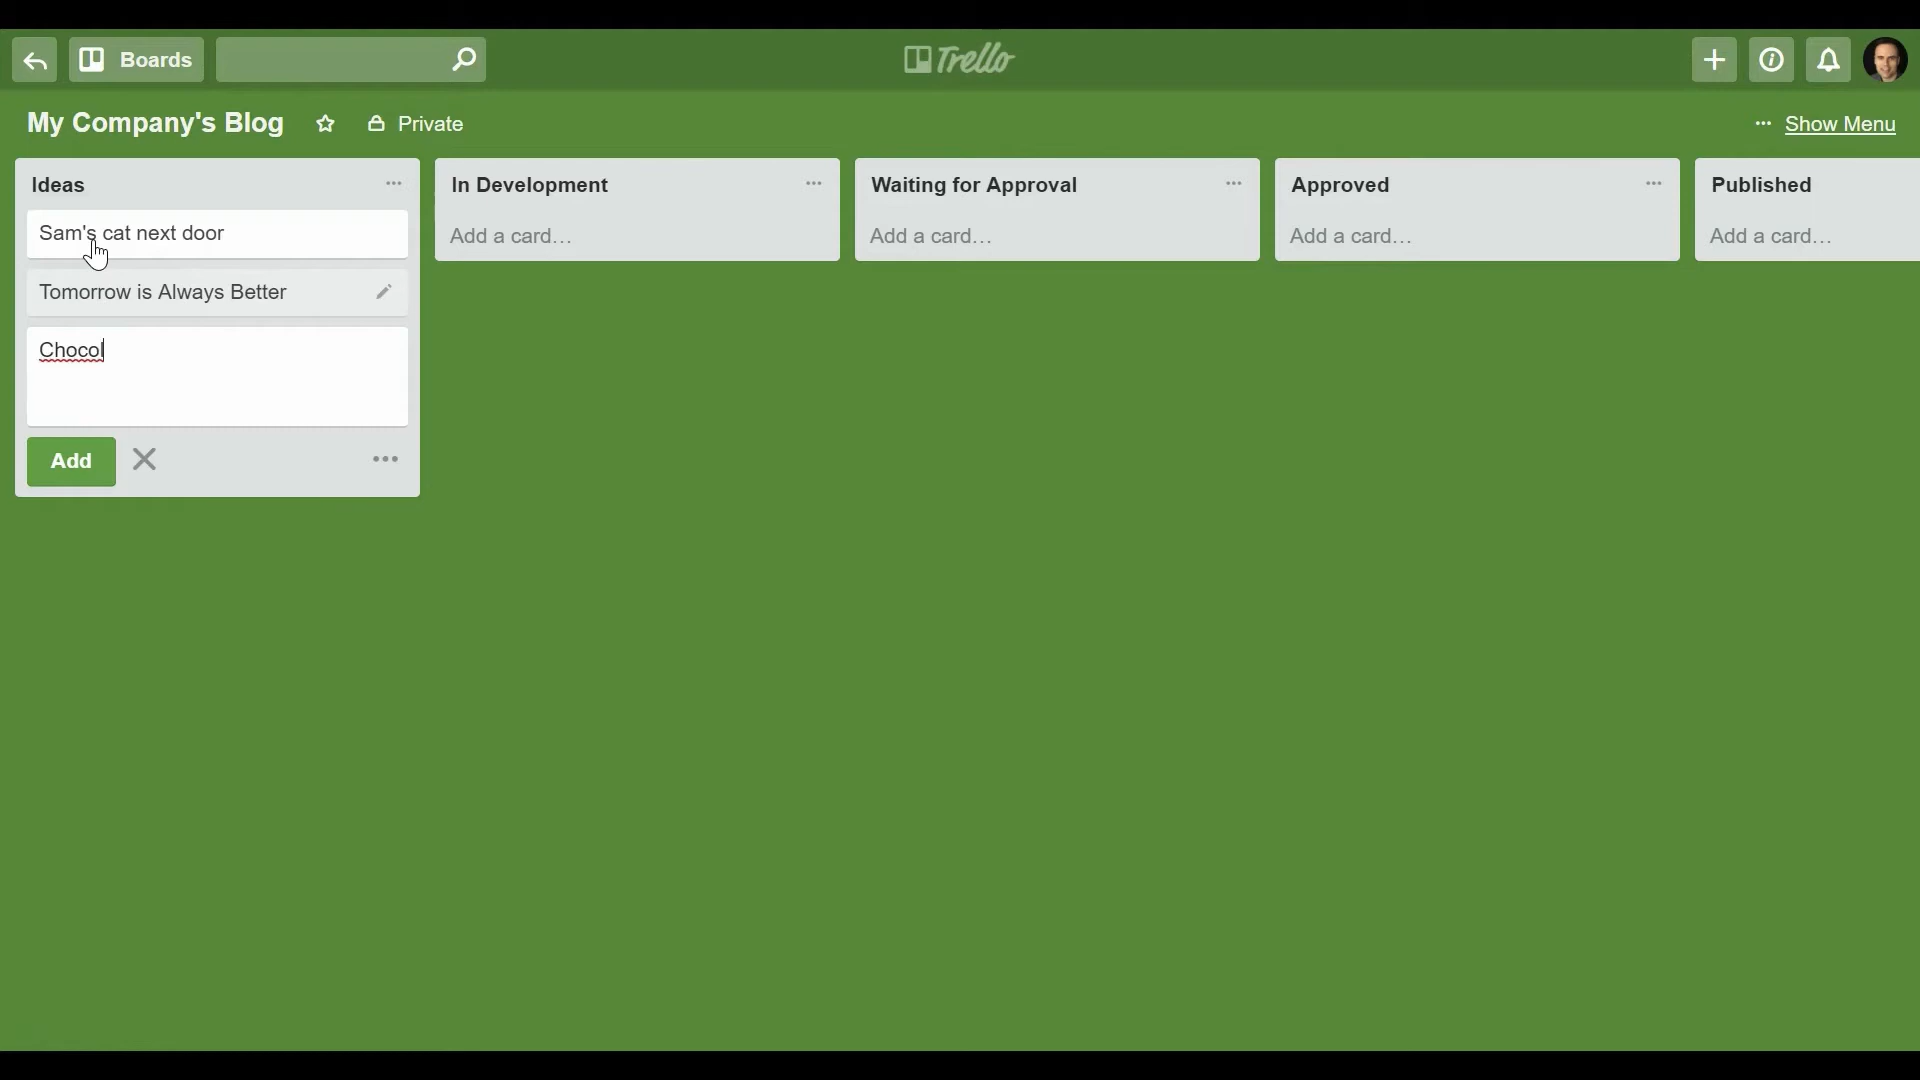 Boards
Trello
My Company's Blog
Private
Show Menu
Ideas
Sam's cat next door
Tomorrow is Always Better
Chocol
Add
In Development
Add a card…
Waiting for Approval
Add a card…
Approved
Add a card…
Published
Add a card…